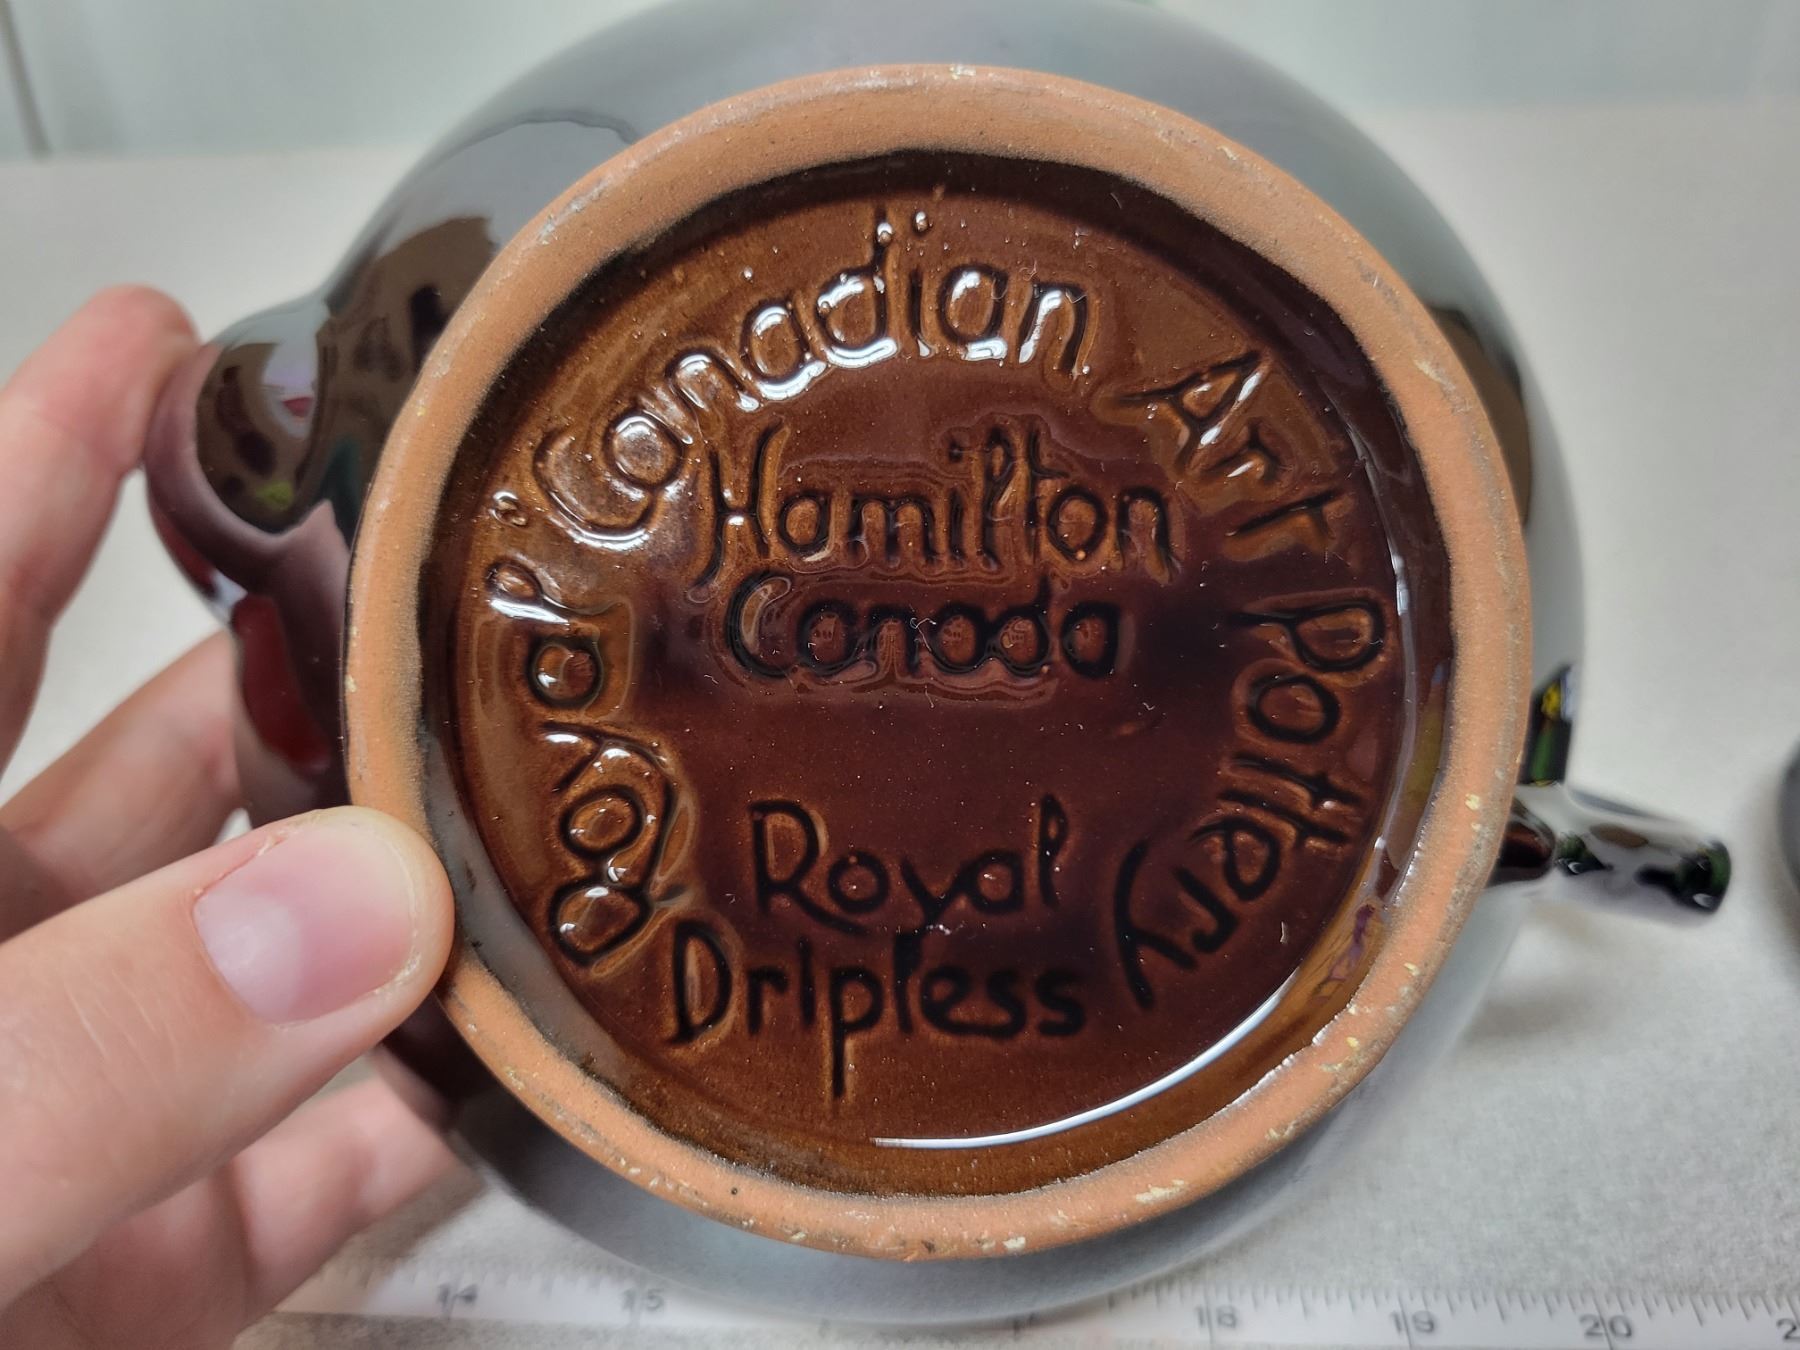 Royal Canadian Art Pottery
Hamilton
Canada
Royal
Dripless
14 15 18 19 20